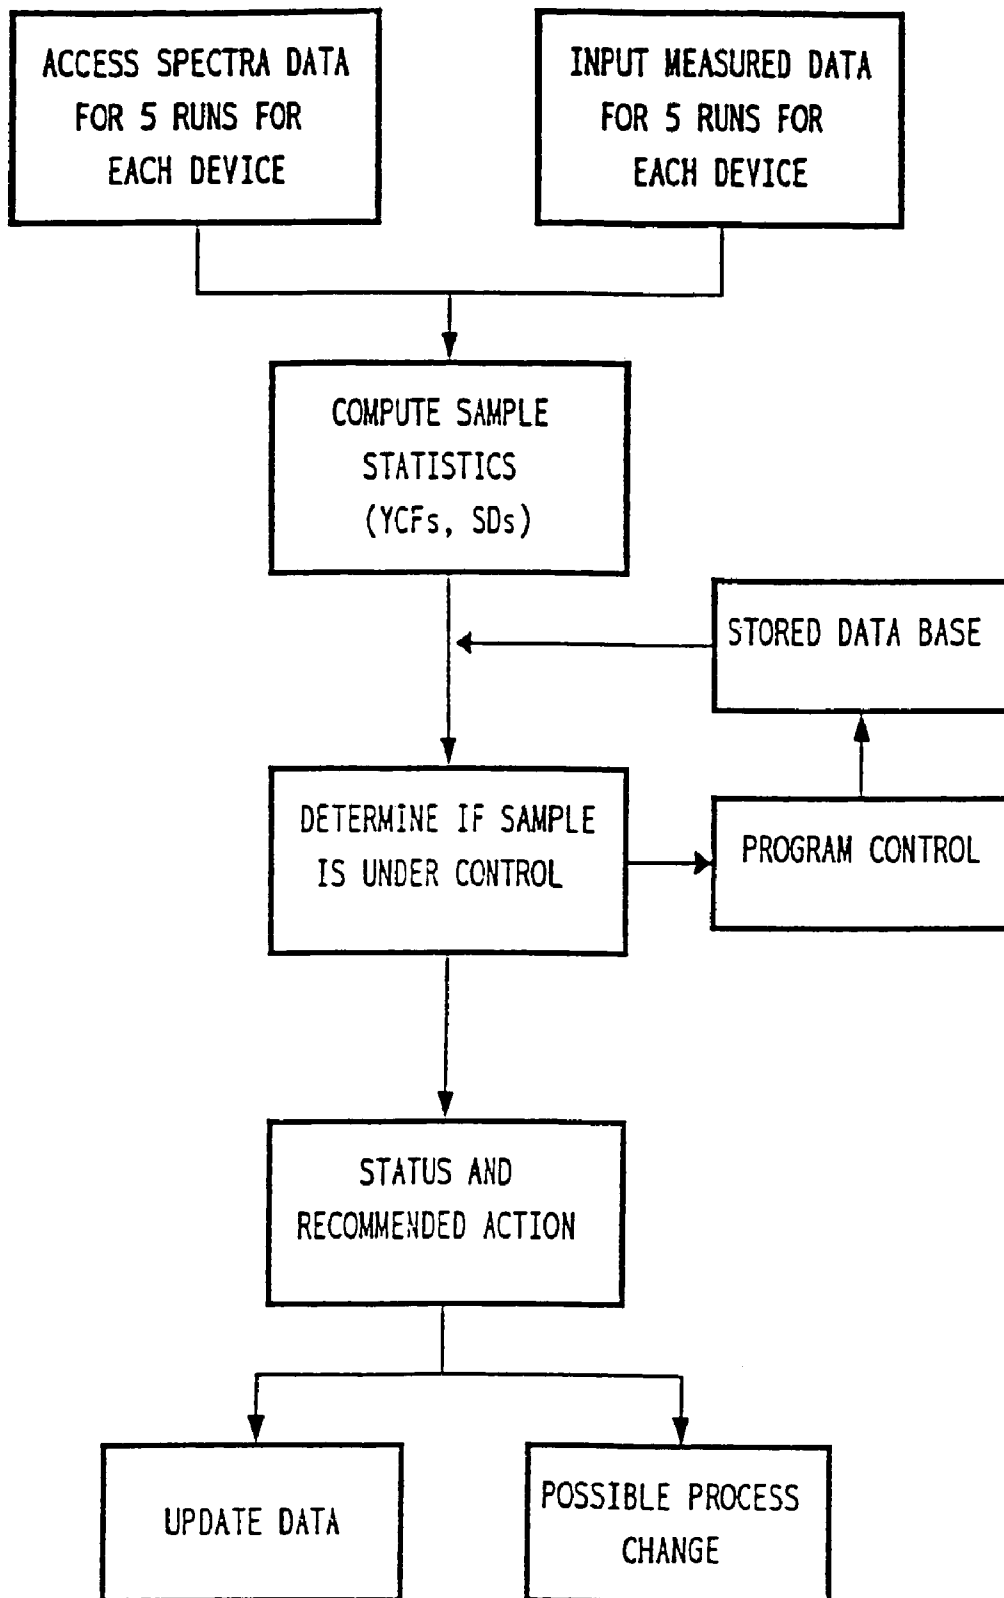 ACCESS SPECTRA DATA
FOR 5 RUNS FOR
EACH DEVICE
INPUT MEASURED DATA
FOR 5 RUNS FOR
EACH DEVICE
COMPUTE SAMPLE
STATISTICS
(YCFs, SDs)
STORED DATA BASE
DETERMINE IF SAMPLE
IS UNDER CONTROL
PROGRAM CONTROL
STATUS AND
RECOMMENDED ACTION
UPDATE DATA
POSSIBLE PROCESS
CHANGE